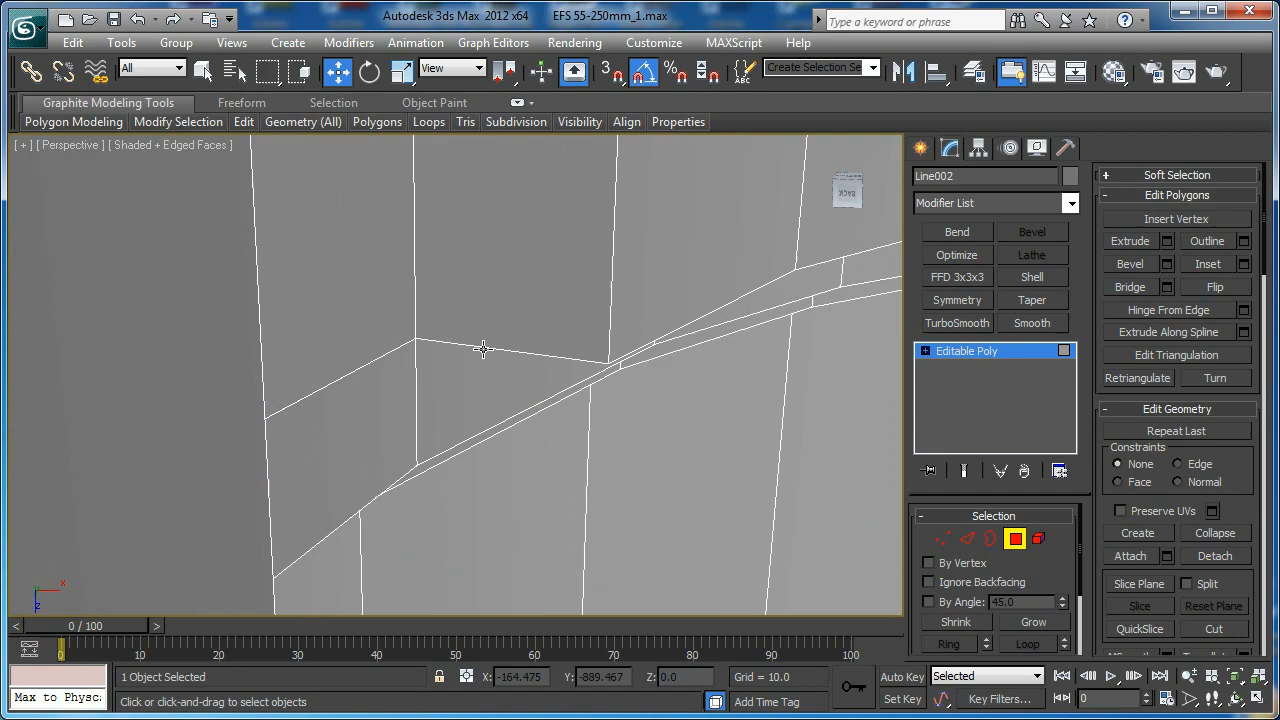 Autodesk 3ds Max 2012 x64 EFS 55-250mm_1.max
Type a keyword or phrase
Edit Tools Group Views Create Modifiers Animation Graph Editors Rendering Customize MAXScript Help
All View 3 Create Selection Se
Graphite Modeling Tools Freeform Selection Object Paint
Polygon Modeling Modify Selection Edit Geometry (All) Polygons Loops Tris Subdivision Visibility Align Properties
[ + ] [ Perspective ] [ Shaded + Edged Faces ]
BACK
x
z
Line002
Modifier List
Bend Bevel
Optimize Lathe
FFD 3x3x3 Shell
Symmetry Taper
TurboSmooth Smooth
+ Editable Poly
- Selection
By Vertex
Ignore Backfacing
By Angle: 45.0
Shrink Grow
Ring Loop
+ Soft Selection
- Edit Polygons
Insert Vertex
Extrude Outline
Bevel Inset
Bridge Flip
Hinge From Edge
Extrude Along Spline
Edit Triangulation
Retriangulate Turn
- Edit Geometry
Repeat Last
Constraints
None Edge
Face Normal
Preserve UVs
Create Collapse
Attach Detach
Slice Plane Split
Slice Reset Plane
QuickSlice Cut
< 0 / 100 >
0 10 20 30 40 50 60 70 80 90 100
1 Object Selected X: -164.475 Y: -889.467 Z: 0.0 Grid = 10.0 Auto Key Selected
Max to Physcs
Click or click-and-drag to select objects Add Time Tag Set Key Key Filters... 0